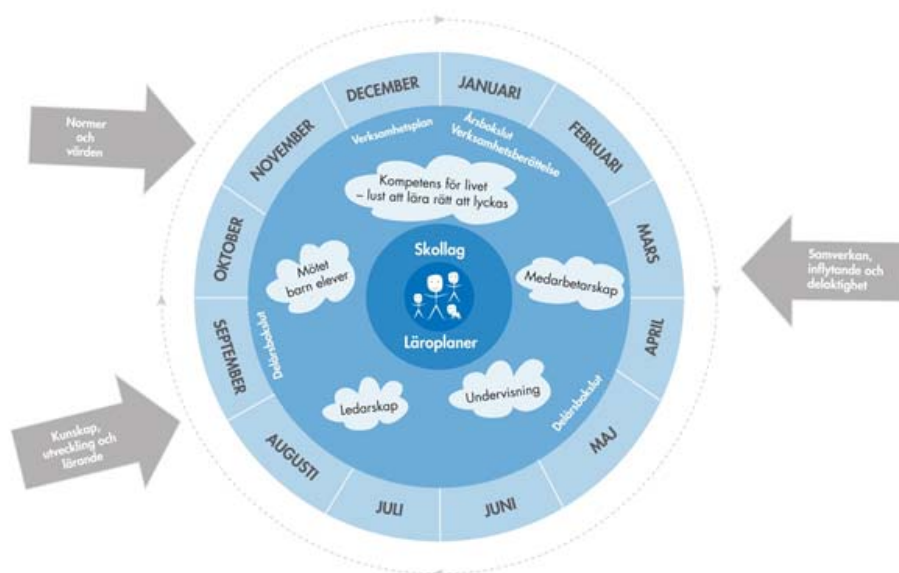 DECEMBER
JANUARI
FEBRUARI
MARS
APRIL
MAJ
JUNI
JULI
AUGUSTI
SEPTEMBER
OKTOBER
NOVEMBER
Verksamhetsplan
Årsbokslut
Verksamhetsberättelse
Delårsbokslut
Delårsbokslut
Kompetens för livet
– lust att lära rätt att lyckas
Mötet
barn elever
Medarbetarskap
Ledarskap
Undervisning
Skollag
Läroplaner
Normer
och
värden
Samverkan,
inflytande och
delaktighet
Kunskap,
utveckling och
lärande